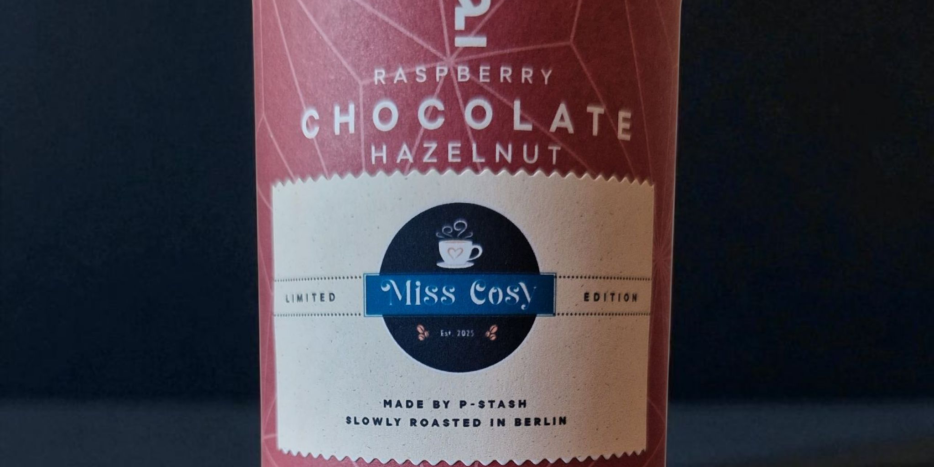 RASPBERRY
CHOCOLATE
HAZELNUT
LIMITED
Miss Cosy
EDITION
Est. 2025
MADE BY P-STASH
SLOWLY ROASTED IN BERLIN